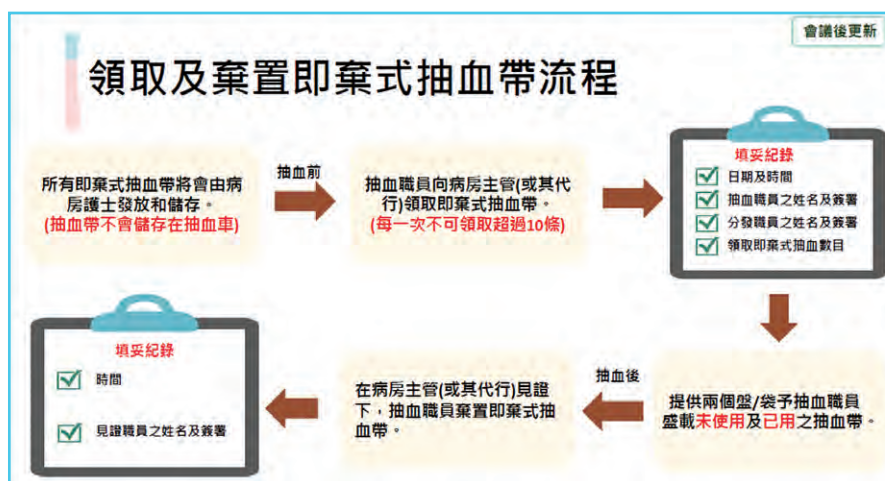 會議後更新
領取及棄置即棄式抽血帶流程
所有即棄式抽血帶將會由病
房護士發放和儲存。
(抽血帶不會儲存在抽血車)
抽血前
抽血職員向病房主管(或其代
行)領取即棄式抽血帶。
(每一次不可領取超過10條)
填妥紀錄
日期及時間
抽血職員之姓名及簽署
分發職員之姓名及簽署
領取即棄式抽血數目
提供兩個盤/袋予抽血職員
盛載未使用及已用之抽血帶。
抽血後
在病房主管(或其代行)見證
下，抽血職員棄置即棄式抽
血帶。
填妥紀錄
時間
見證職員之姓名及簽署